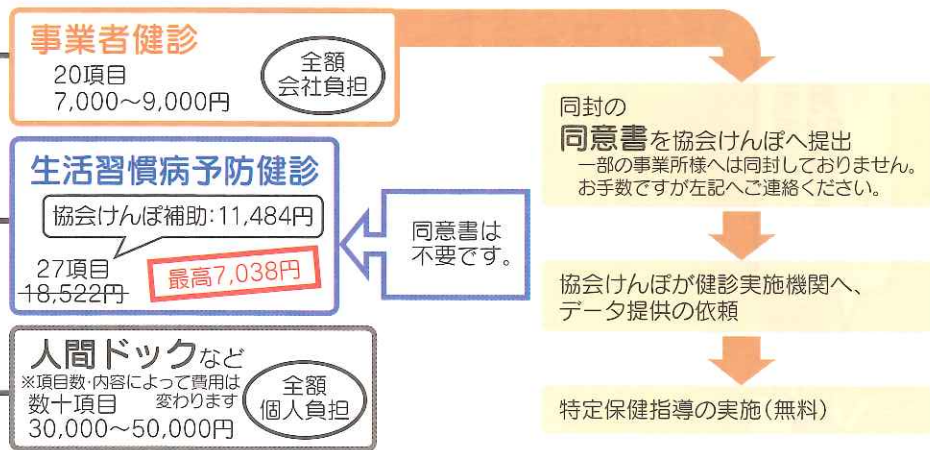 事業者健診
20項目
7,000～9,000円
全額
会社負担
生活習慣病予防健診
協会けんぽ補助:11,484円
27項目
18,522円
最高7,038円
同意書は
不要です。
人間ドックなど
※項目数・内容によって費用は
変わります
数十項目
30,000～50,000円
全額
個人負担
同封の
同意書を協会けんぽへ提出
一部の事業所様へは同封しておりません。
お手数ですが左記へご連絡ください。
協会けんぽが健診実施機関へ、
データ提供の依頼
特定保健指導の実施(無料)